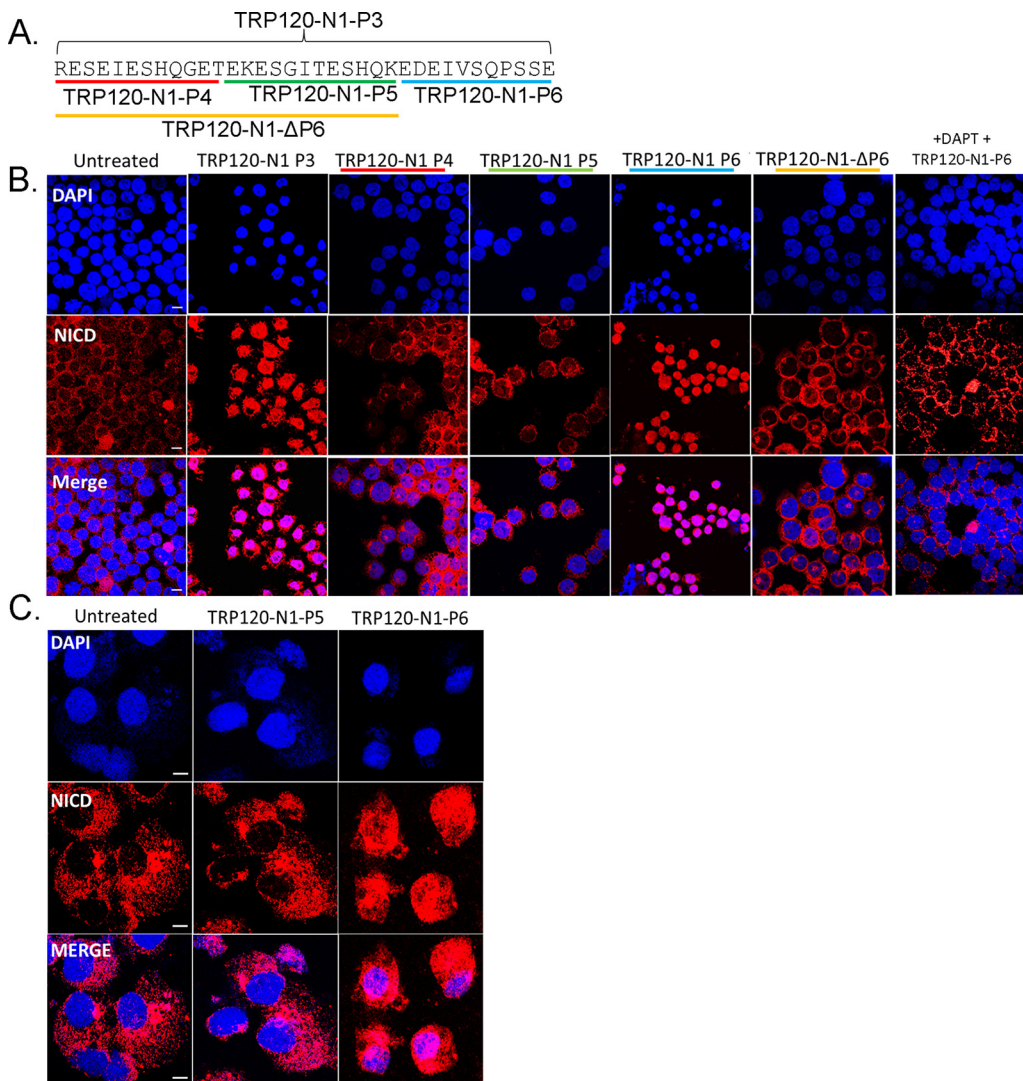 A.
TRP120-N1-P3
RESEIESHQGETEKESGITESHQKEDEIVSQPSSE
TRP120-N1-P4 TRP120-N1-P5 TRP120-N1-P6
TRP120-N1-ΔP6
B.
Untreated TRP120-N1 P3 TRP120-N1 P4 TRP120-N1 P5 TRP120-N1 P6 TRP120-N1-ΔP6 +DAPT + TRP120-N1-P6
DAPI
NICD
Merge
C.
Untreated TRP120-N1-P5 TRP120-N1-P6
DAPI
NICD
MERGE